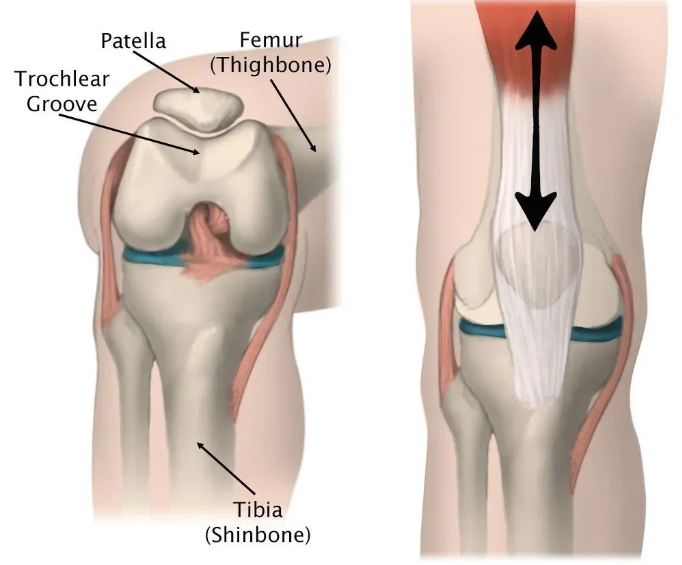 Patella
Femur
(Thighbone)
Trochlear
Groove
Tibia
(Shinbone)